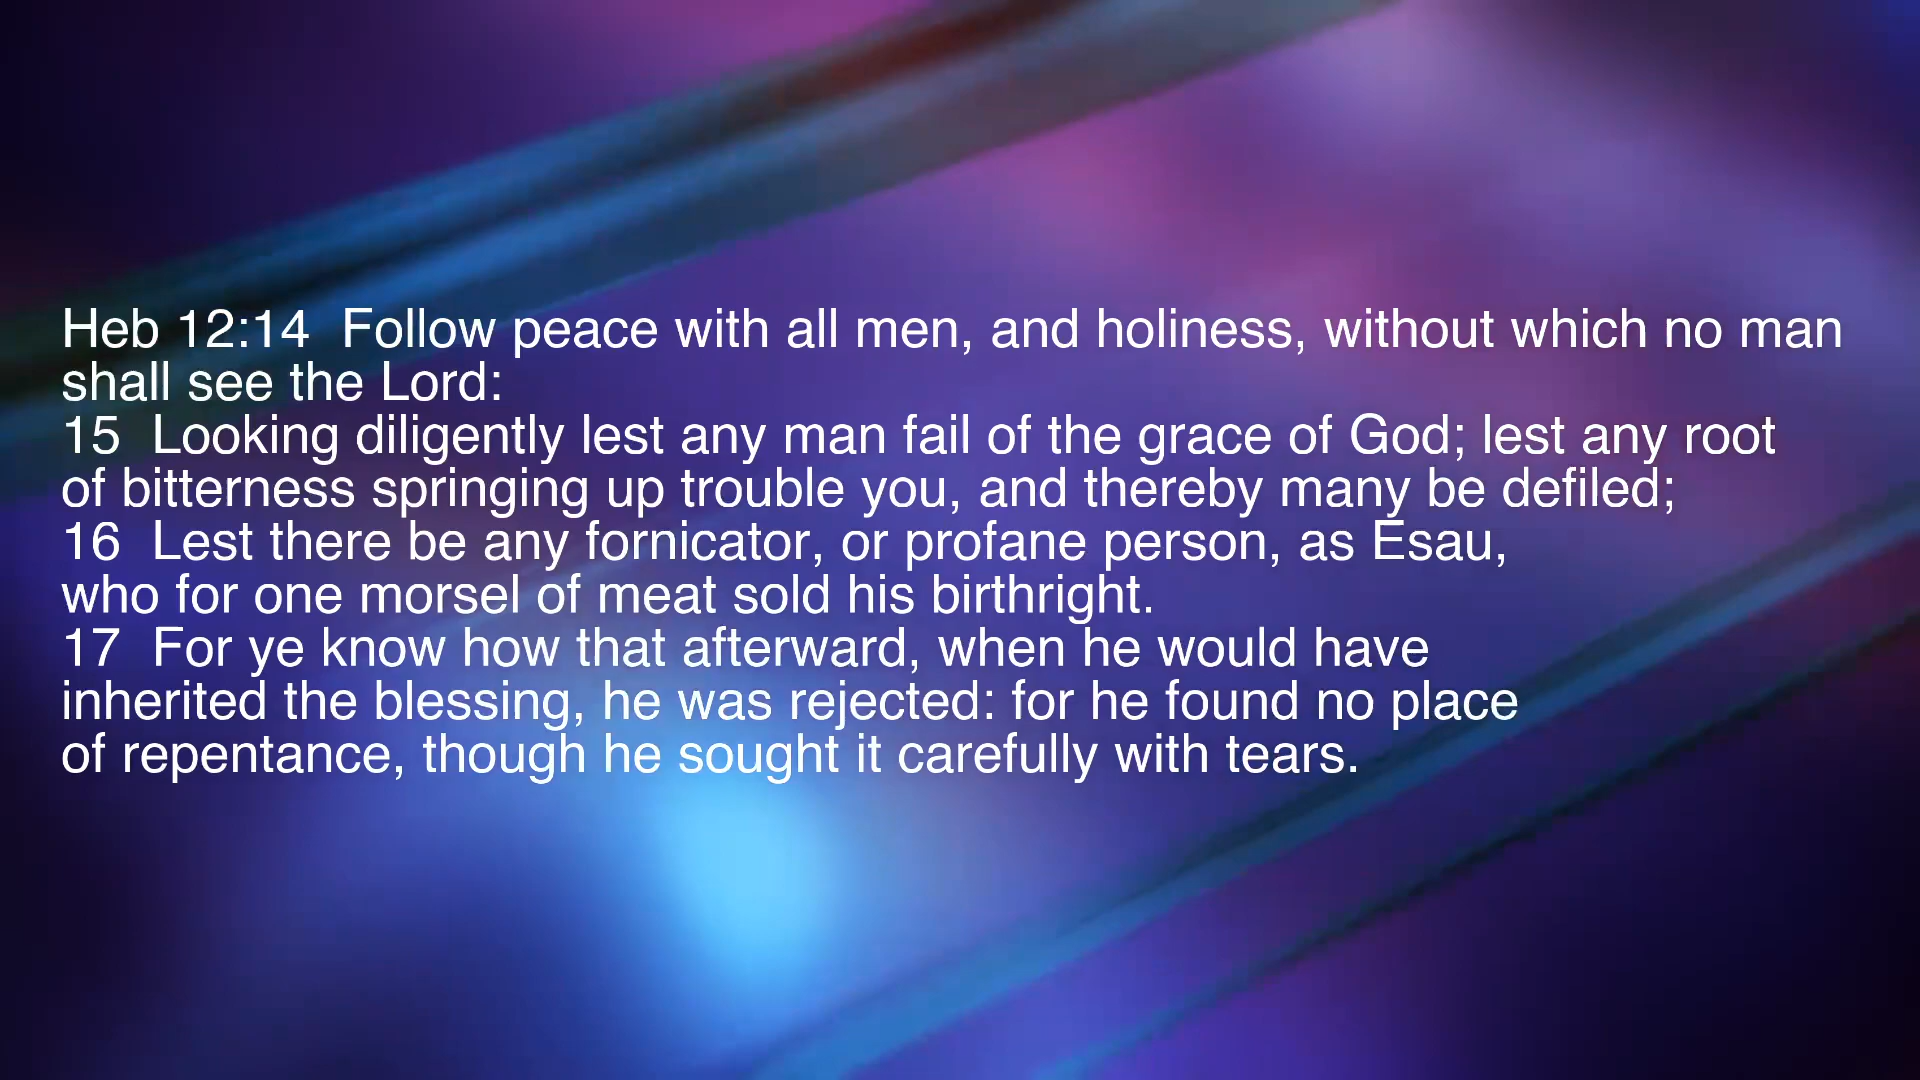 Heb 12:14  Follow peace with all men, and holiness, without which no man
shall see the Lord:
15  Looking diligently lest any man fail of the grace of God; lest any root
of bitterness springing up trouble you, and thereby many be defiled;
16  Lest there be any fornicator, or profane person, as Esau,
who for one morsel of meat sold his birthright.
17  For ye know how that afterward, when he would have
inherited the blessing, he was rejected: for he found no place
of repentance, though he sought it carefully with tears.